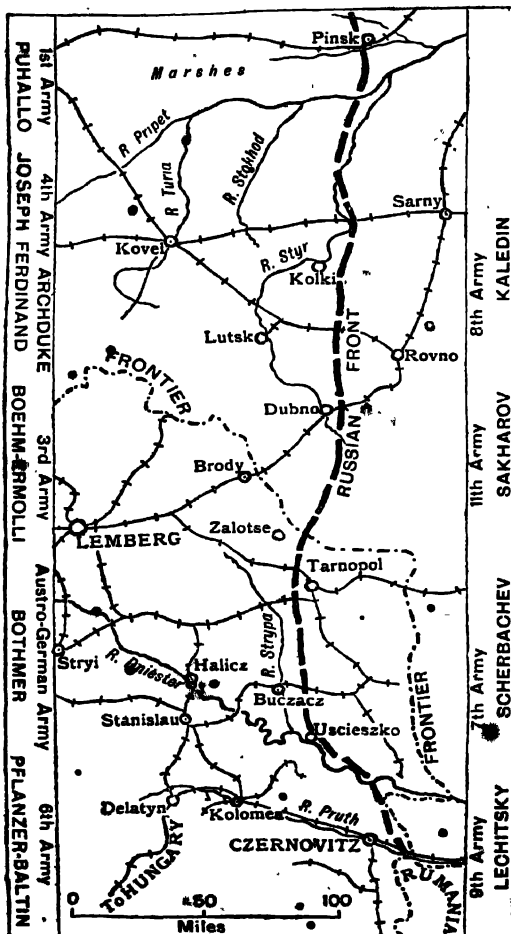 1st Army
PUHALLO
4th Army
JOSEPH FERDINAND
ARCHDUKE
3rd Army
BOEHM-ERMOLLI
Austro-German Army
BOTHMER
6th Army
PFLANZER-BALTIN
Pinsk
Marshes
R Pripet
R Turia
R. Stokhod
Sarny
Kovel
R. Styr
Kolki
Lutsk
RUSSIAN FRONT
Rovno
FRONTIER
Dubno
Brody
Zalotse
LEMBERG
Tarnopol
R. Strypa
Stryi
R. Dniester
Halicz
Buczacz
Stanislau
Uscieszko
FRONTIER
Delatyn
Kolomea
R. Pruth
CZERNOVITZ
To HUNGARY
RUMANIA
0 50 100
Miles
8th Army
KALEDIN
11th Army
SAKHAROV
7th Army
SCHERBACHEV
9th Army
LECHITSKY